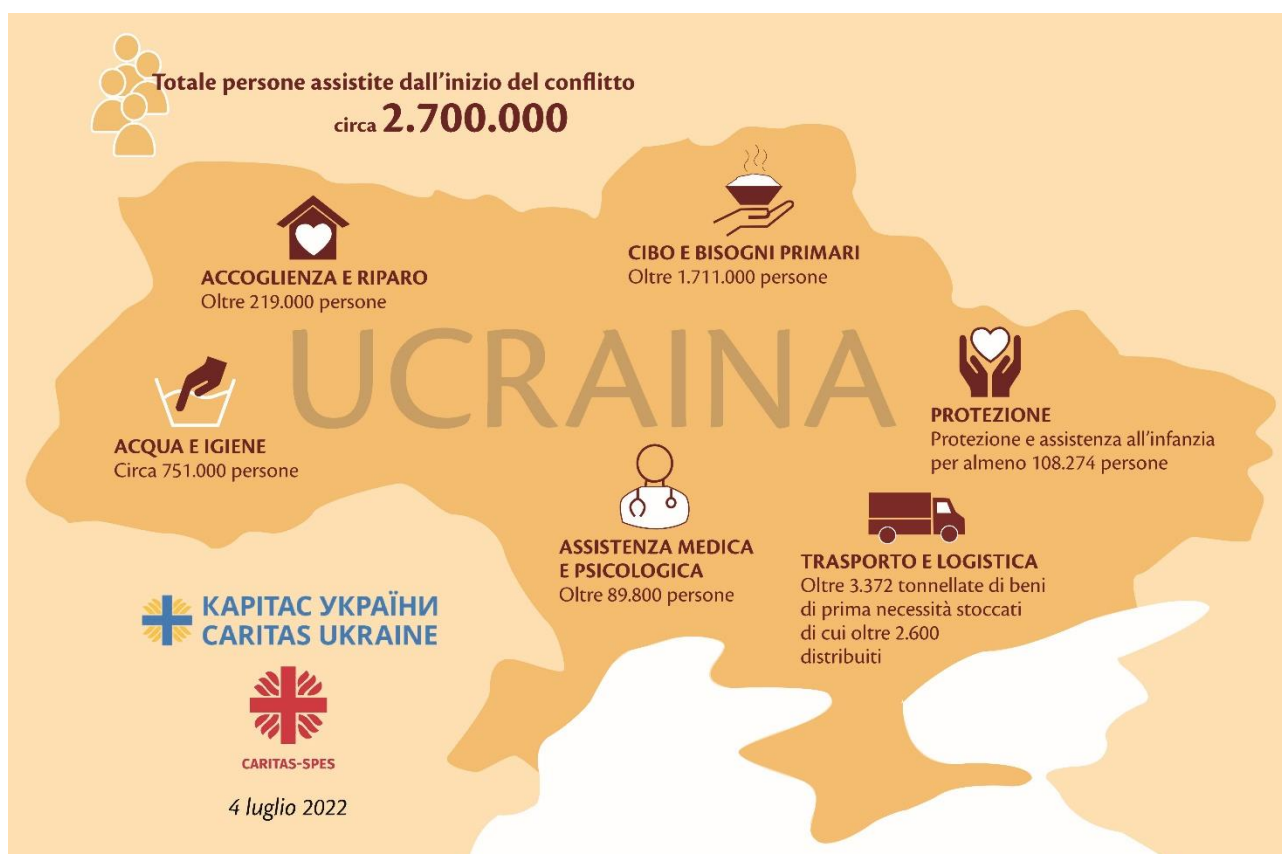 Totale persone assistite dall'inizio del conflitto
circa 2.700.000
ACCOGLIENZA E RIPARO
Oltre 219.000 persone
CIBO E BISOGNI PRIMARI
Oltre 1.711.000 persone
UCRAINA
ACQUA E IGIENE
Circa 751.000 persone
PROTEZIONE
Protezione e assistenza all'infanzia
per almeno 108.274 persone
ASSISTENZA MEDICA
E PSICOLOGICA
Oltre 89.800 persone
TRASPORTO E LOGISTICA
Oltre 3.372 tonnellate di beni
di prima necessità stoccati
di cui oltre 2.600
distribuiti
КАРІТАС УКРАЇНИ
CARITAS UKRAINE
CARITAS-SPES
4 luglio 2022